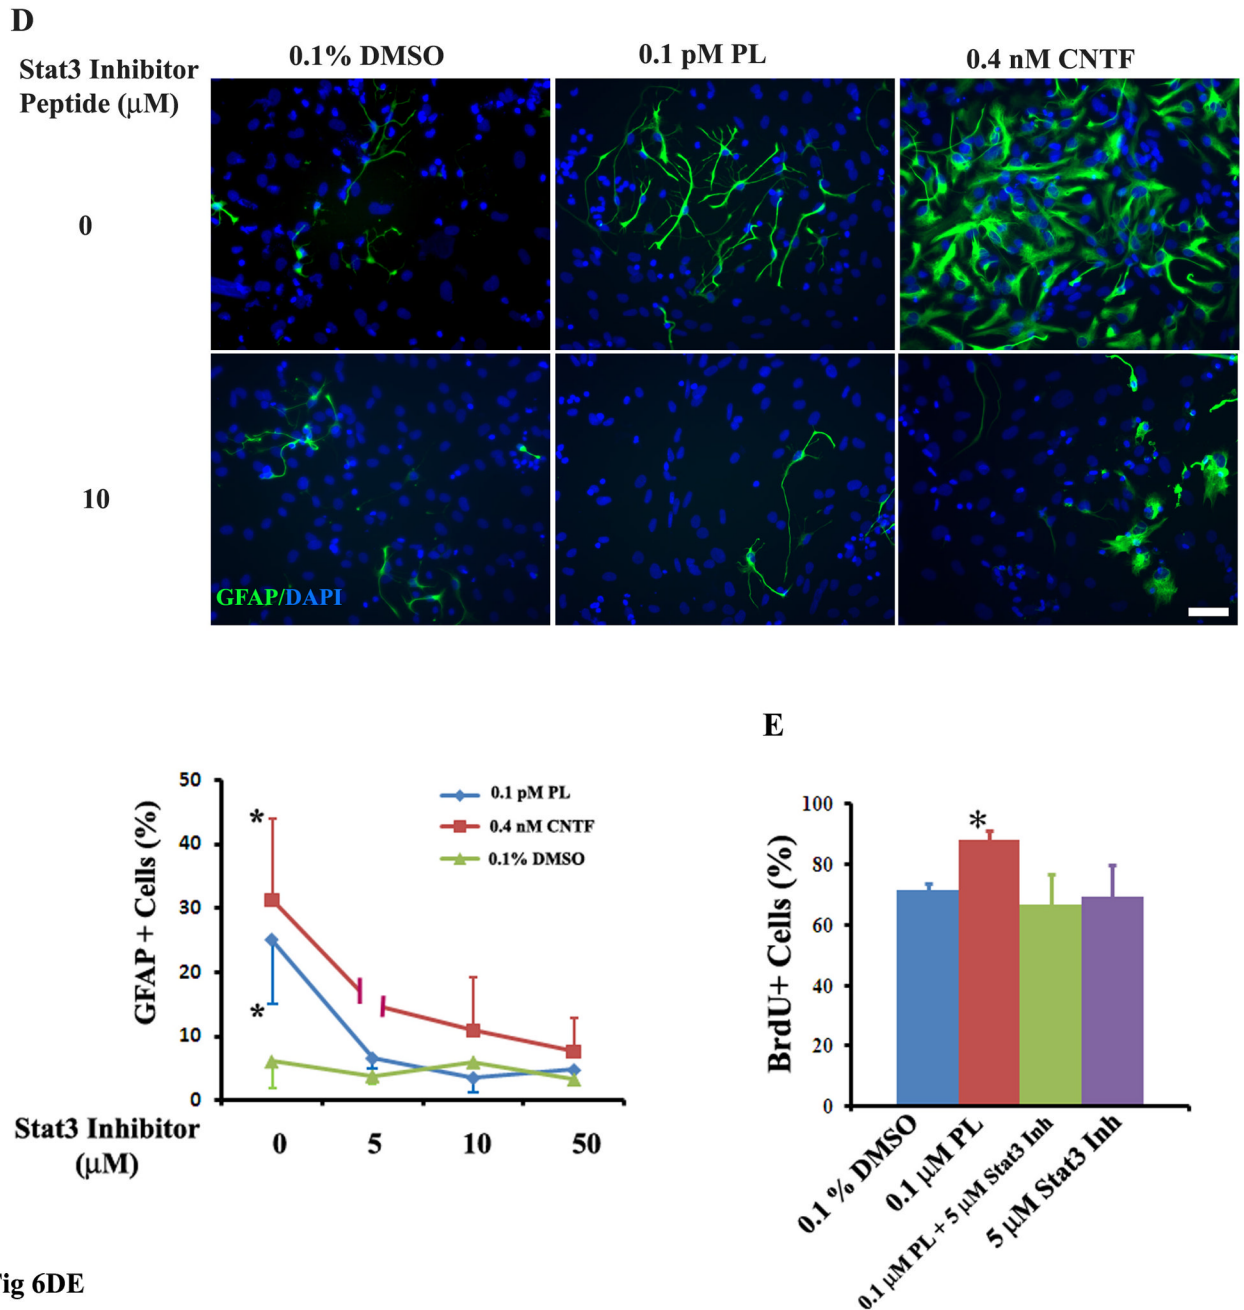 D
0.1% DMSO
0.1 pM PL
0.4 nM CNTF
Stat3 Inhibitor
Peptide (μM)
0
10
GFAP/DAPI
E
50
40
30
20
10
0
GFAP + Cells (%)
*
*
0.1 pM PL
0.4 nM CNTF
0.1% DMSO
Stat3 Inhibitor
(μM)
0
5
10
50
100
80
60
40
20
0
BrdU+ Cells (%)
*
0.1 % DMSO
0.1 μM PL
0.1 μM PL + 5 μM Stat3 Inh
5 μM Stat3 Inh
ig 6DE